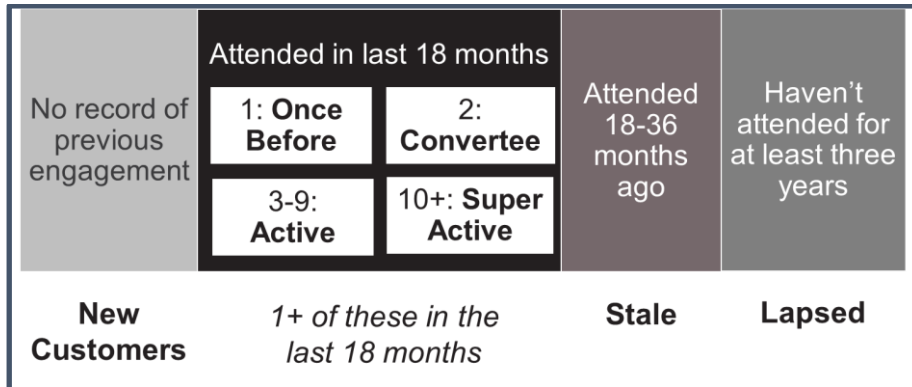 No record of
previous
engagement
Attended in last 18 months
1: Once
Before
2:
Convertee
3-9:
Active
10+: Super
Active
Attended
18-36
months
ago
Haven’t
attended for
at least three
years
New
Customers
1+ of these in the
last 18 months
Stale
Lapsed